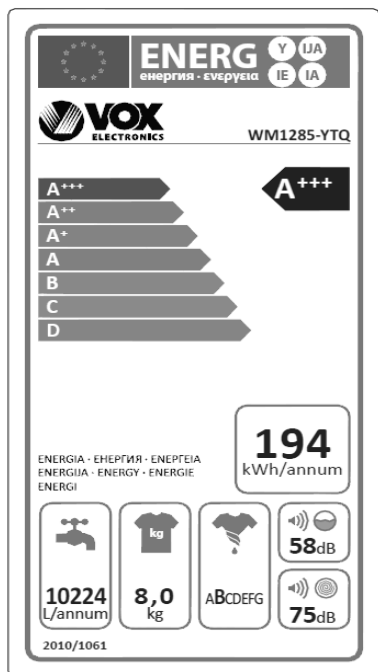 ENERG
енергия · ενεργεια
Y IJA
IE IA
VOX
ELECTRONICS
WM1285-YTQ
A+++
A+++
A++
A+
A
B
C
D
194
kWh/annum
ENERGIA · ЕНЕРГИЯ · ΕΝΕΡΓΕΙΑ
ENERGIJA · ENERGY · ENERGIE
ENERGI
10224
L/annum
kg
8,0
kg
ABCDEFG
58dB
75dB
2010/1061